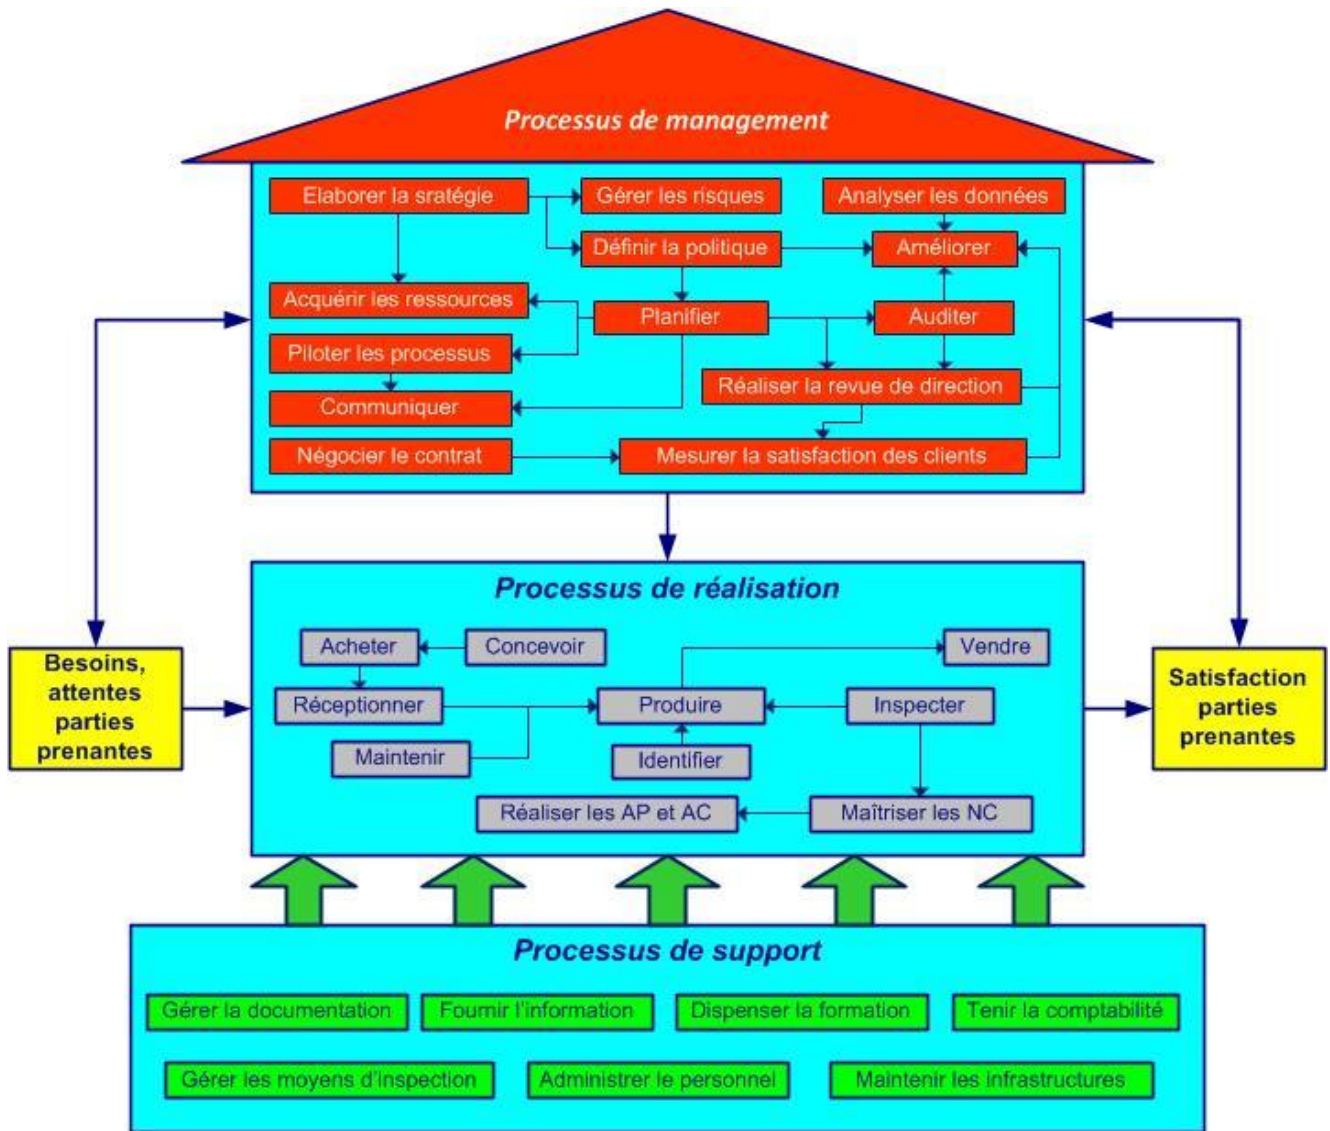 Processus de management
Elaborer la sratégie
Gérer les risques
Analyser les données
Définir la politique
Améliorer
Acquérir les ressources
Planifier
Auditer
Piloter les processus
Réaliser la revue de direction
Communiquer
Négocier le contrat
Mesurer la satisfaction des clients
Processus de réalisation
Acheter
Concevoir
Vendre
Besoins,
attentes
parties
prenantes
Réceptionner
Produire
Inspecter
Satisfaction
parties
prenantes
Maintenir
Identifier
Réaliser les AP et AC
Maîtriser les NC
Processus de support
Gérer la documentation
Fournir l'information
Dispenser la formation
Tenir la comptabilité
Gérer les moyens d'inspection
Administrer le personnel
Maintenir les infrastructures